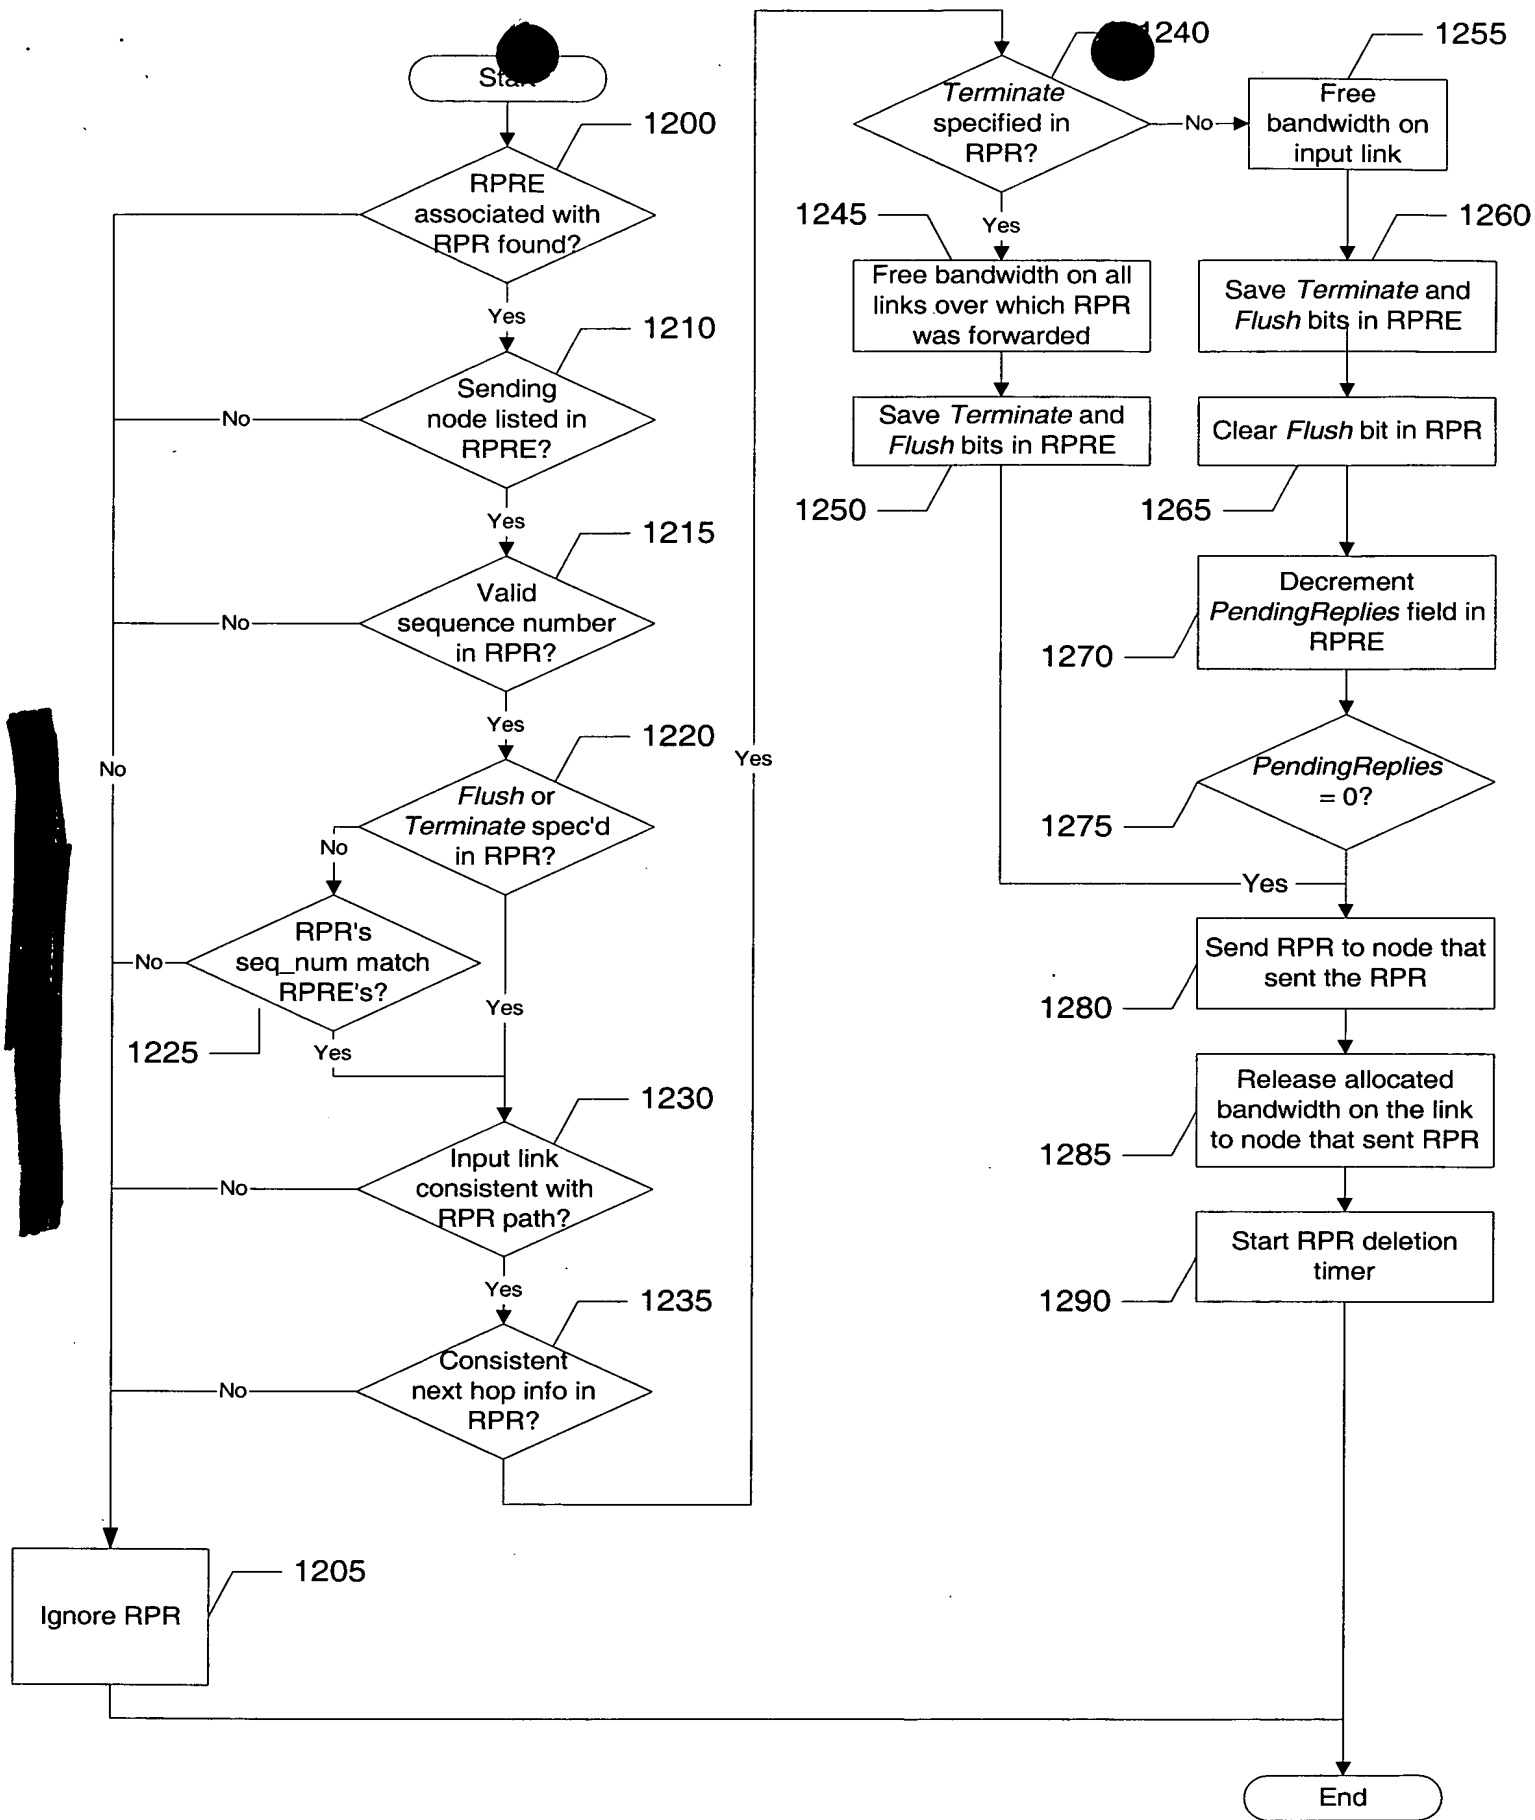 Start
1200
RPRE
associated with
RPR found?
Yes
1210
Sending
node listed in
RPRE?
No
Yes
1215
Valid
sequence number
in RPR?
No
Yes
1220
Flush or
Terminate spec'd
in RPR?
No
No
RPR's
seq_num match
RPRE's?
No
Yes
1225
Yes
1230
Input link
consistent with
RPR path?
No
Yes
1235
Consistent
next hop info in
RPR?
No
1205
Ignore RPR
Yes
1240
Terminate
specified in
RPR?
No
Yes
1245
Free bandwidth on all
links over which RPR
was forwarded
Save Terminate and
Flush bits in RPRE
1250
1255
Free
bandwidth on
input link
1260
Save Terminate and
Flush bits in RPRE
Clear Flush bit in RPR
1265
Decrement
PendingReplies field in
RPRE
1270
PendingReplies
= 0?
1275
Yes
Send RPR to node that
sent the RPR
1280
Release allocated
bandwidth on the link
to node that sent RPR
1285
Start RPR deletion
timer
1290
End